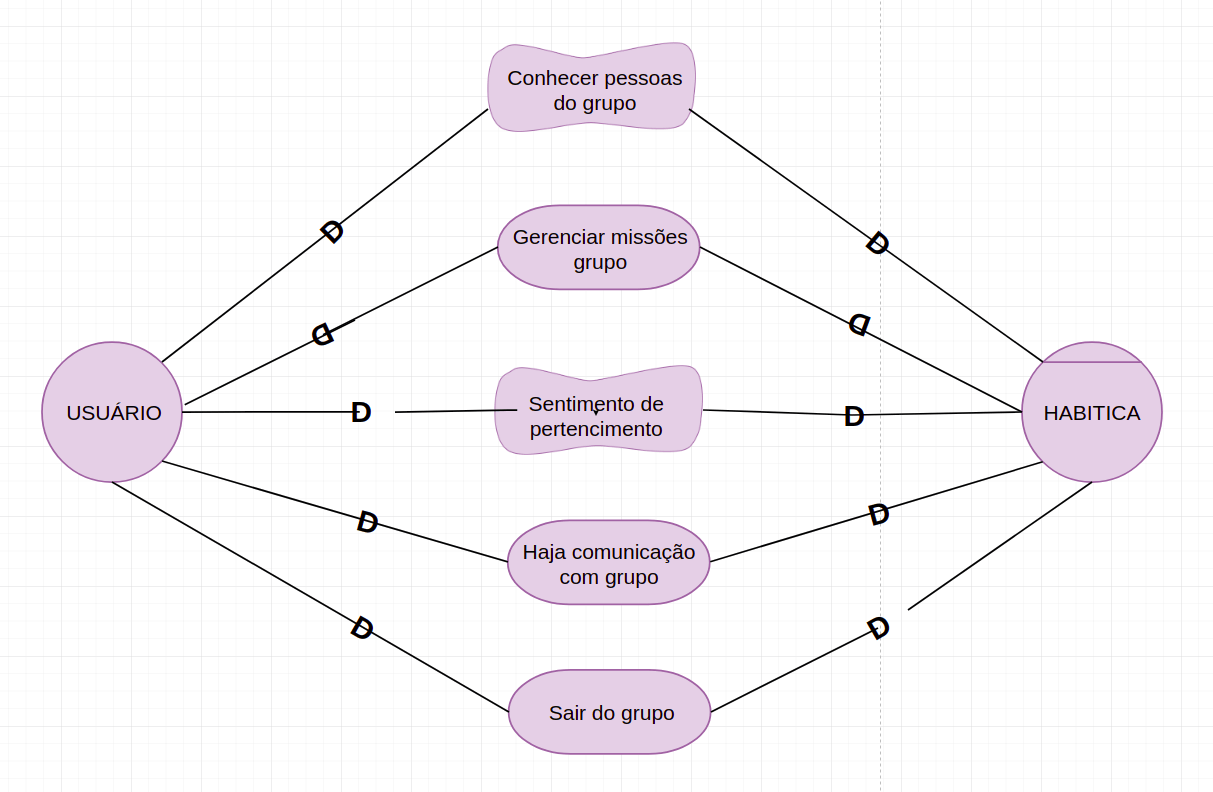 Conhecer pessoas
do grupo
D
D
Gerenciar missões
grupo
D
D
USUÁRIO
D
Sentimento de
pertencimento
D
HABITICA
D
Haja comunicação
com grupo
D
D
Sair do grupo
D